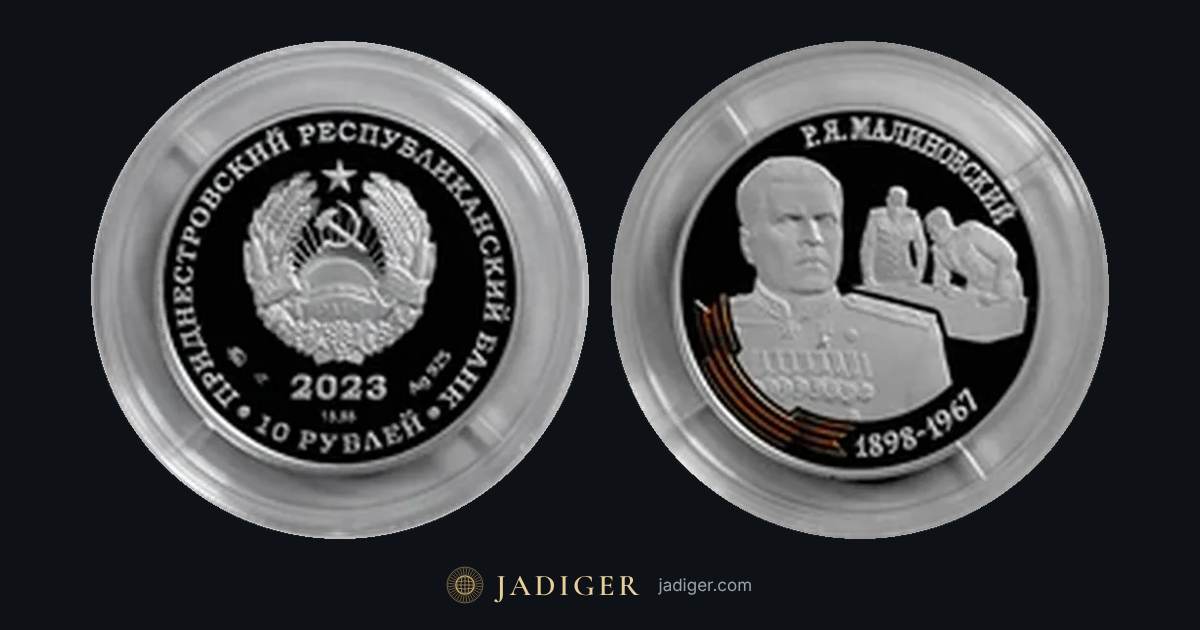 ПРИДНЕСТРОВСКИЙ РЕСПУБЛИКАНСКИЙ БАНК
2023
Ag 925
• 10 РУБЛЕЙ •
Р.Я. МАЛИНОВСКИЙ
1898-1967
JADIGER
jadiger.com